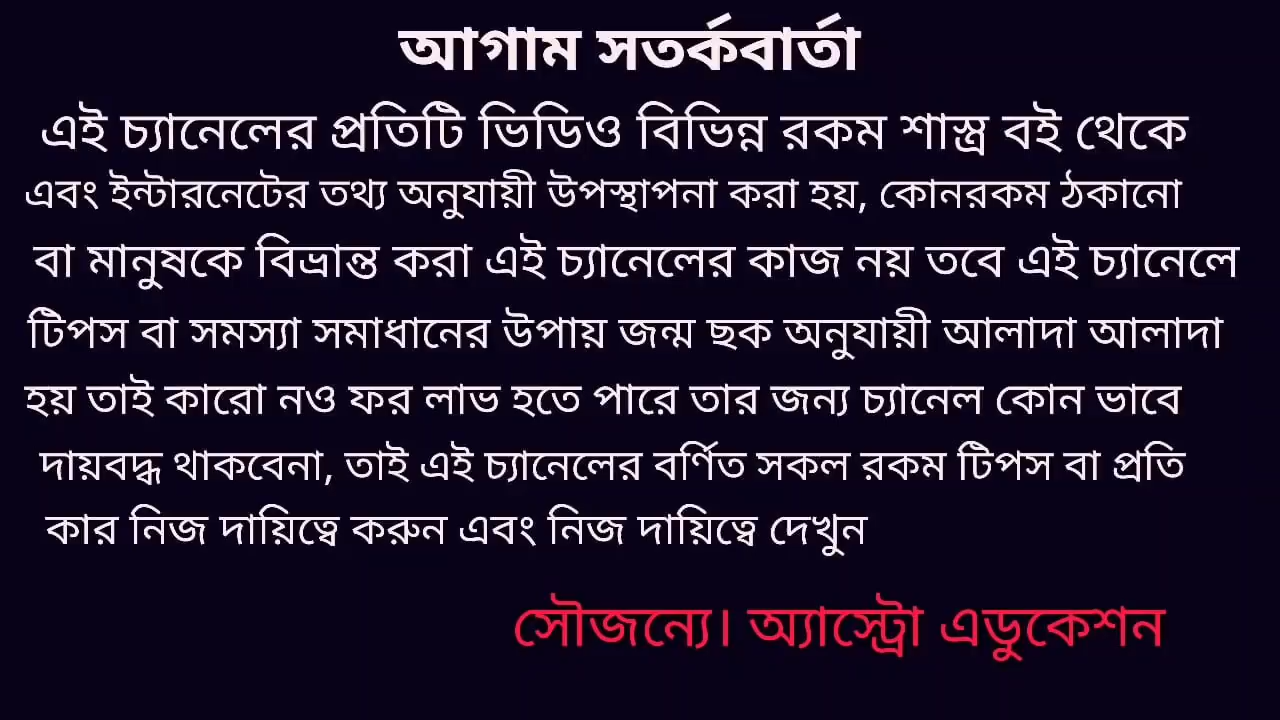 আগাম সতর্কবার্তা
এই চ্যানেলের প্রতিটি ভিডিও বিভিন্ন রকম শাস্ত্র বই থেকে
এবং ইন্টারনেটের তথ্য অনুযায়ী উপস্থাপনা করা হয়, কোনরকম ঠকানো
বা মানুষকে বিভ্রান্ত করা এই চ্যানেলের কাজ নয় তবে এই চ্যানেলে
টিপস বা সমস্যা সমাধানের উপায় জন্ম ছক অনুযায়ী আলাদা আলাদা
হয় তাই কারো নও ফর লাভ হতে পারে তার জন্য চ্যানেল কোন ভাবে
দায়বদ্ধ থাকবেনা, তাই এই চ্যানেলের বর্ণিত সকল রকম টিপস বা প্রতি
কার নিজ দায়িত্বে করুন এবং নিজ দায়িত্বে দেখুন
সৌজন্যে। অ্যাস্ট্রো এডুকেশন